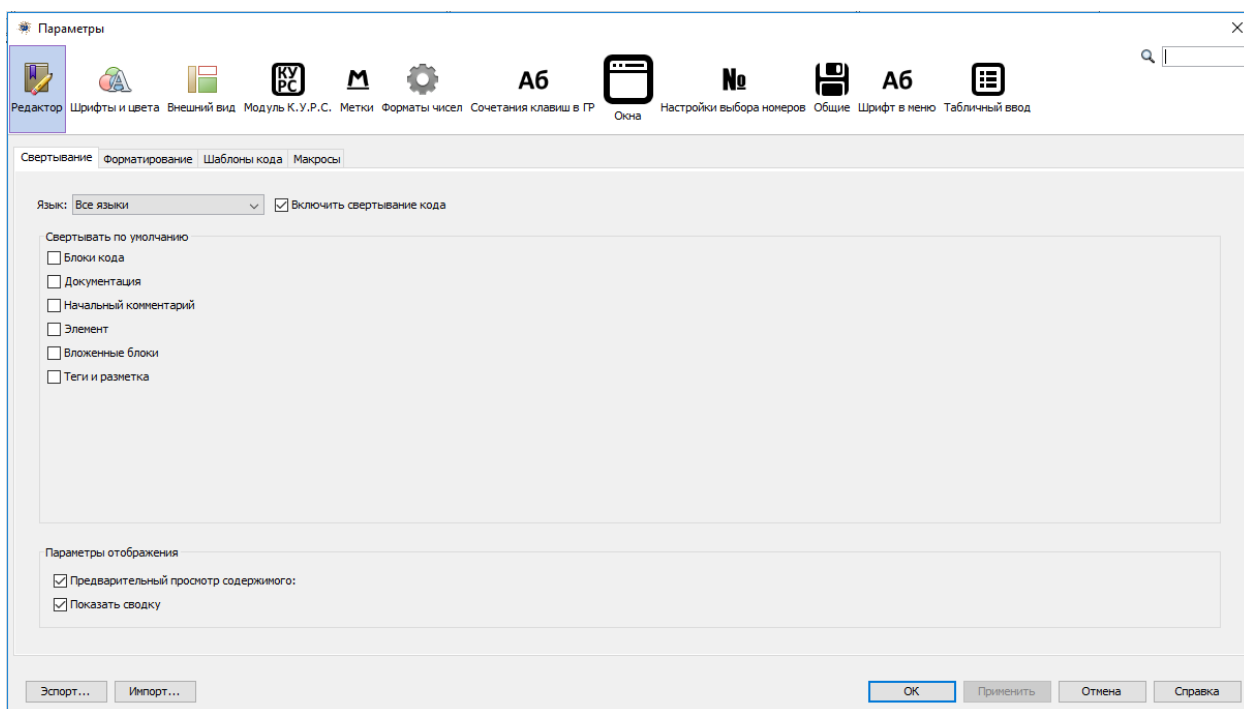 Параметры
Редактор Шрифты и цвета Внешний вид КУРС Модуль К.У.Р.С. М Метки Форматы чисел Аб Сочетания клавиш в ГР Окна № Настройки выбора номеров Общие Аб Шрифт в меню Табличный ввод
Свертывание Форматирование Шаблоны кода Макросы
Язык: Все языки Включить свертывание кода
Свертывать по умолчанию
Блоки кода
Документация
Начальный комментарий
Элемент
Вложенные блоки
Теги и разметка
Параметры отображения
Предварительный просмотр содержимого:
Показать сводку
Эспорт... Импорт... ОК Применить Отмена Справка